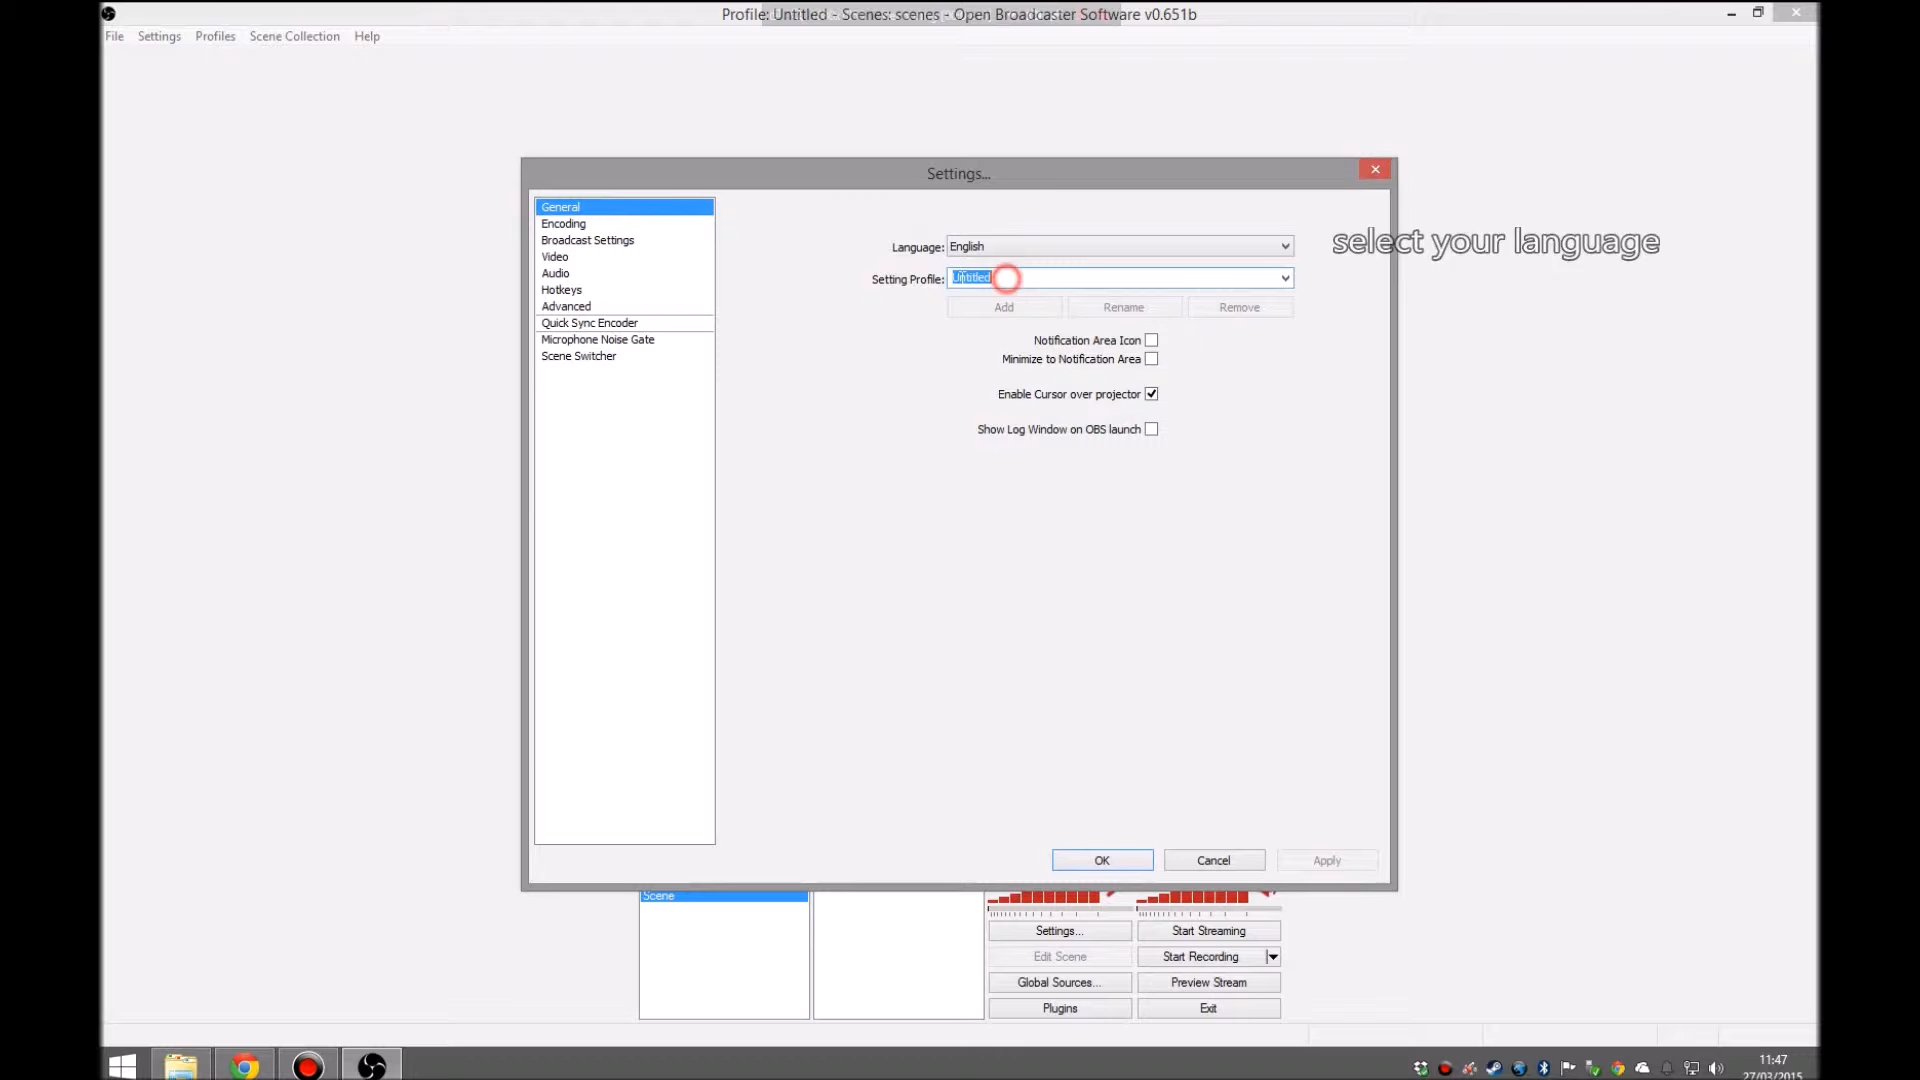 Profile: Untitled - Scenes: scenes - Open Broadcaster Software v0.651b
File Settings Profiles Scene Collection Help
Settings...
General
Encoding
Broadcast Settings
Video
Audio
Hotkeys
Advanced
Quick Sync Encoder
Microphone Noise Gate
Scene Switcher
Language: English
select your language
Setting Profile: Untitled
Add Rename Remove
Notification Area Icon
Minimize to Notification Area
Enable Cursor over projector
Show Log Window on OBS launch
OK Cancel Apply
Scene
Settings... Start Streaming
Edit Scene Start Recording
Global Sources... Preview Stream
Plugins Exit
11:47
27/03/2015